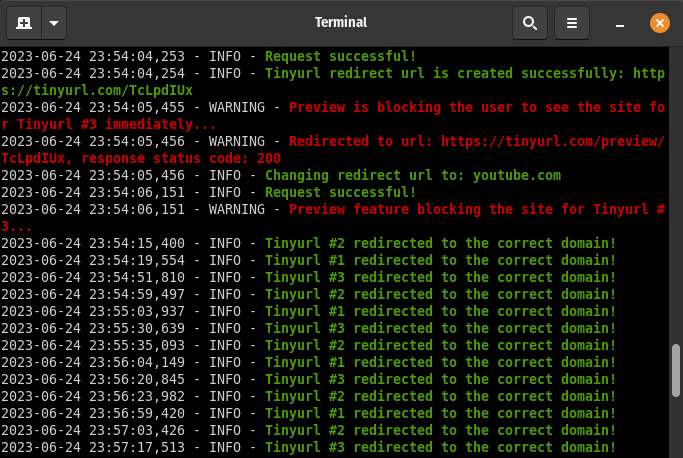 Terminal
2023-06-24 23:54:04,253 - INFO - Request successful!
2023-06-24 23:54:04,254 - INFO - Tinyurl redirect url is created successfully: http
s://tinyurl.com/TcLpdIUx
2023-06-24 23:54:05,455 - WARNING - Preview is blocking the user to see the site fo
r Tinyurl #3 immediately...
2023-06-24 23:54:05,456 - WARNING - Redirected to url: https://tinyurl.com/preview/
TcLpdIUx, response status code: 200
2023-06-24 23:54:05,456 - INFO - Changing redirect url to: youtube.com
2023-06-24 23:54:06,151 - INFO - Request successful!
2023-06-24 23:54:06,151 - WARNING - Preview feature blocking the site for Tinyurl #
3...
2023-06-24 23:54:15,400 - INFO - Tinyurl #2 redirected to the correct domain!
2023-06-24 23:54:19,554 - INFO - Tinyurl #1 redirected to the correct domain!
2023-06-24 23:54:51,810 - INFO - Tinyurl #3 redirected to the correct domain!
2023-06-24 23:54:59,497 - INFO - Tinyurl #2 redirected to the correct domain!
2023-06-24 23:55:03,937 - INFO - Tinyurl #1 redirected to the correct domain!
2023-06-24 23:55:30,639 - INFO - Tinyurl #3 redirected to the correct domain!
2023-06-24 23:55:35,093 - INFO - Tinyurl #2 redirected to the correct domain!
2023-06-24 23:56:04,149 - INFO - Tinyurl #1 redirected to the correct domain!
2023-06-24 23:56:20,845 - INFO - Tinyurl #3 redirected to the correct domain!
2023-06-24 23:56:23,982 - INFO - Tinyurl #2 redirected to the correct domain!
2023-06-24 23:56:59,420 - INFO - Tinyurl #1 redirected to the correct domain!
2023-06-24 23:57:03,426 - INFO - Tinyurl #2 redirected to the correct domain!
2023-06-24 23:57:17,513 - INFO - Tinyurl #3 redirected to the correct domain!